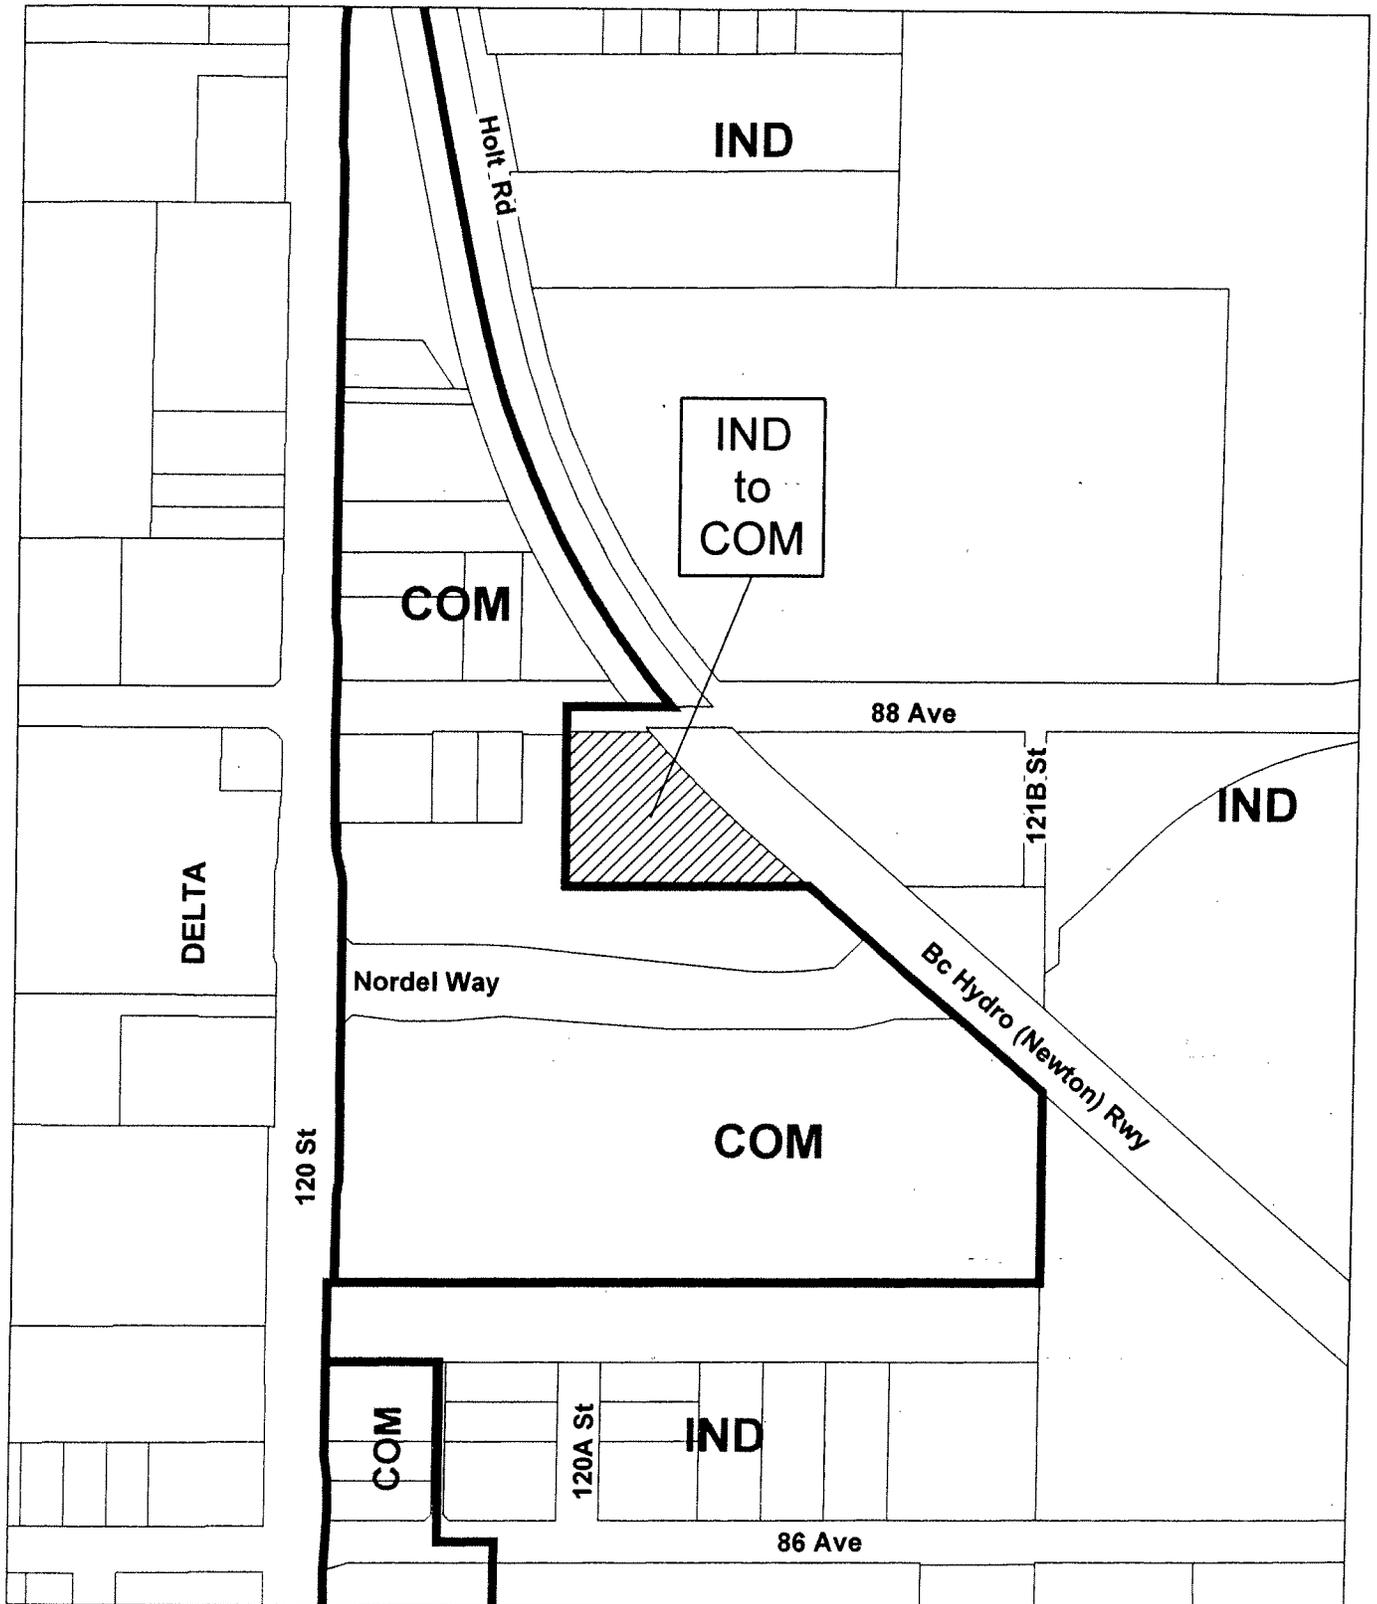 Holt Rd
IND
IND
to
COM
COM
88 Ave
121B St
IND
DELTA
Nordel Way
Bc Hydro (Newton) Rwy
COM
120 St
COM
120A St
IND
86 Ave